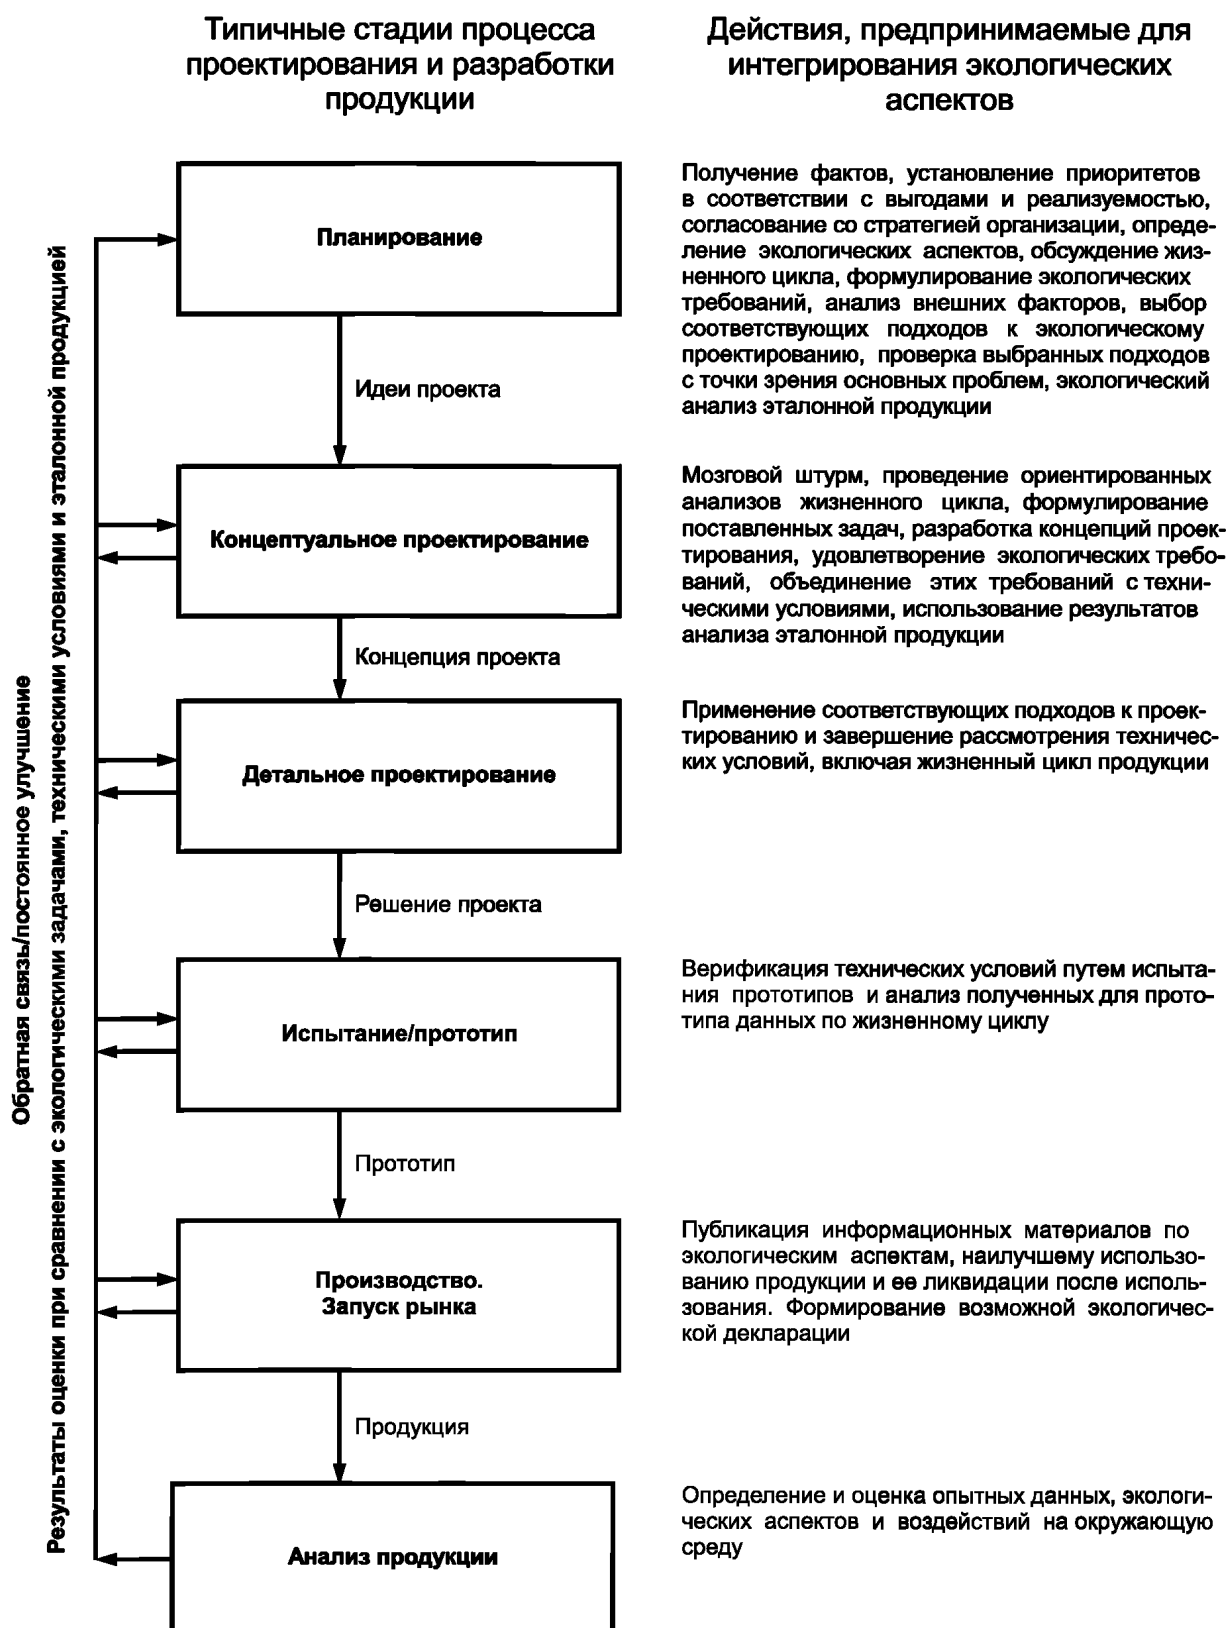 Типичные стадии процесса
проектирования и разработки
продукции
Действия, предпринимаемые для
интегрирования экологических
аспектов
Планирование
Получение фактов, установление приоритетов
в соответствии с выгодами и реализуемостью,
согласование со стратегией организации, опреде-
ление экологических аспектов, обсуждение жиз-
ненного цикла, формулирование экологических
требований, анализ внешних факторов, выбор
соответствующих подходов к экологическому
проектированию, проверка выбранных подходов
с точки зрения основных проблем, экологический
анализ эталонной продукции
Идеи проекта
Концептуальное проектирование
Мозговой штурм, проведение ориентированных
анализов жизненного цикла, формулирование
поставленных задач, разработка концепций проек-
тирования, удовлетворение экологических требо-
ваний, объединение этих требований с техни-
ческими условиями, использование результатов
анализа эталонной продукции
Концепция проекта
Детальное проектирование
Применение соответствующих подходов к проек-
тированию и завершение рассмотрения техничес-
ких условий, включая жизненный цикл продукции
Решение проекта
Испытание/прототип
Верификация технических условий путем испыта-
ния прототипов и анализ полученных для прото-
типа данных по жизненному циклу
Прототип
Производство.
Запуск рынка
Публикация информационных материалов по
экологическим аспектам, наилучшему использо-
ванию продукции и ее ликвидации после исполь-
зования. Формирование возможной экологичес-
кой декларации
Продукция
Анализ продукции
Определение и оценка опытных данных, экологи-
ческих аспектов и воздействий на окружающую
среду
Обратная связь/постоянное улучшение
Результаты оценки при сравнении с экологическими задачами, техническими условиями и эталонной продукцией